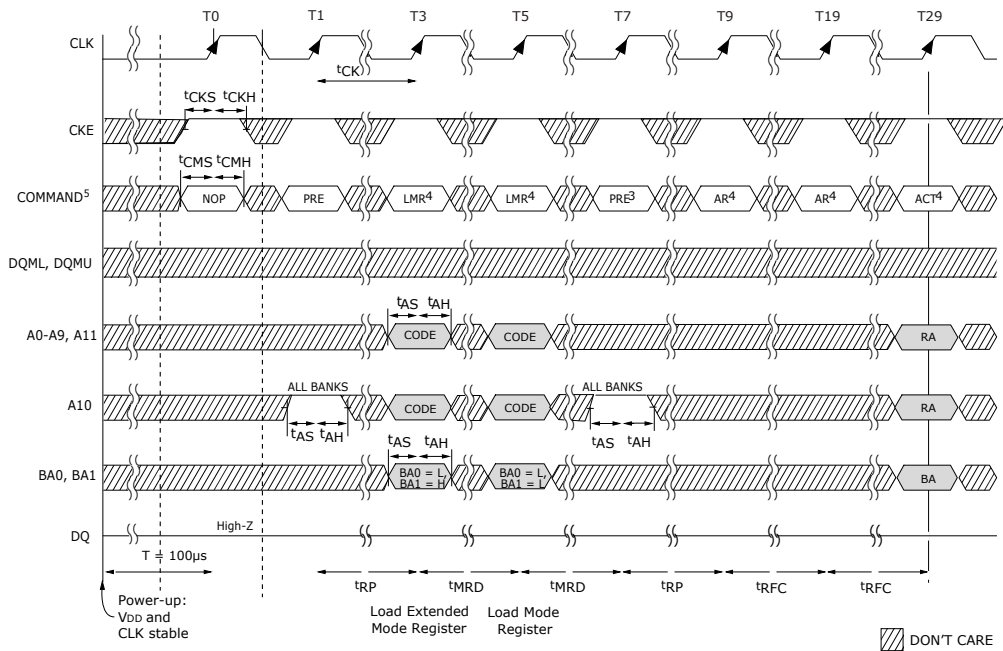 T0 T1 T3 T5 T7 T9 T19 T29
CLK
tCK
tCKS tCKH
CKE
tCMS tCMH
COMMAND5 NOP PRE LMR4 LMR4 PRE3 AR4 AR4 ACT4
DQML, DQMU
tAS tAH
A0-A9, A11 CODE CODE RA
ALL BANKS ALL BANKS
A10 CODE CODE RA
tAS tAH tAS tAH tAS tAH
BA0, BA1 BA0 = L, BA0 = L, BA
BA1 = H BA1 = L
High-Z
DQ
T = 100µs
tRP tMRD tMRD tRP tRFC tRFC
Power-up:
VDD and
CLK stable
Load Extended
Mode Register
Load Mode
Register
DON'T CARE